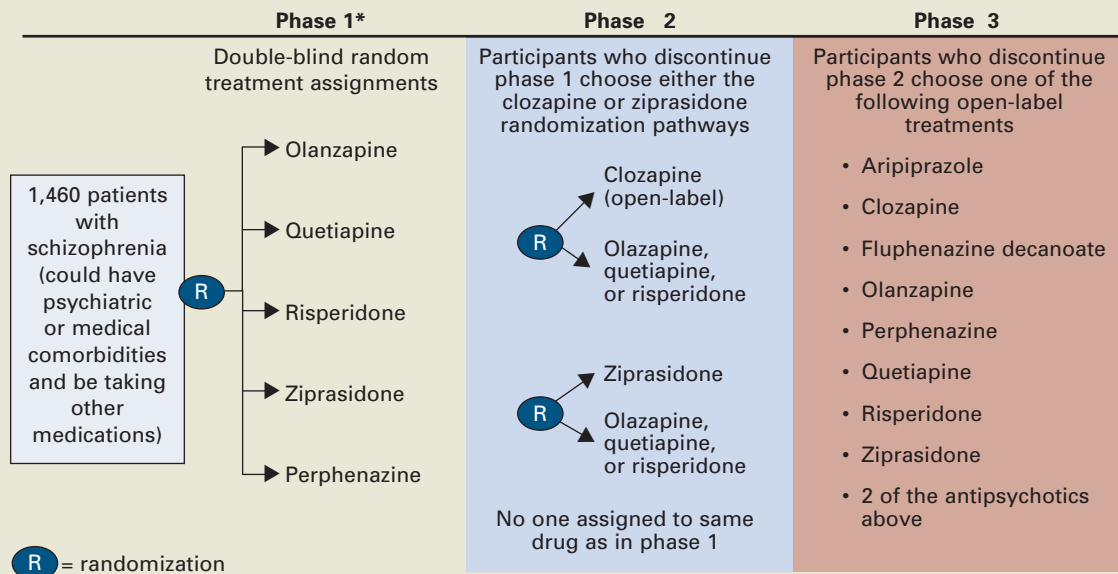 Phase 1*
Double-blind random
treatment assignments
1,460 patients
with
schizophrenia
(could have
psychiatric
or medical
comorbidities
and be taking
other
medications)
R
Olanzapine
Quetiapine
Risperidone
Ziprasidone
Perphenazine
R = randomization
Phase 2
Participants who discontinue
phase 1 choose either the
clozapine or ziprasidone
randomization pathways
R
Clozapine
(open-label)
Olazapine,
quetiapine,
or risperidone
R
Ziprasidone
Olazapine,
quetiapine,
or risperidone
No one assigned to same
drug as in phase 1
Phase 3
Participants who discontinue
phase 2 choose one of the
following open-label
treatments
• Aripiprazole
• Clozapine
• Fluphenazine decanoate
• Olanzapine
• Perphenazine
• Quetiapine
• Risperidone
• Ziprasidone
• 2 of the antipsychotics
above